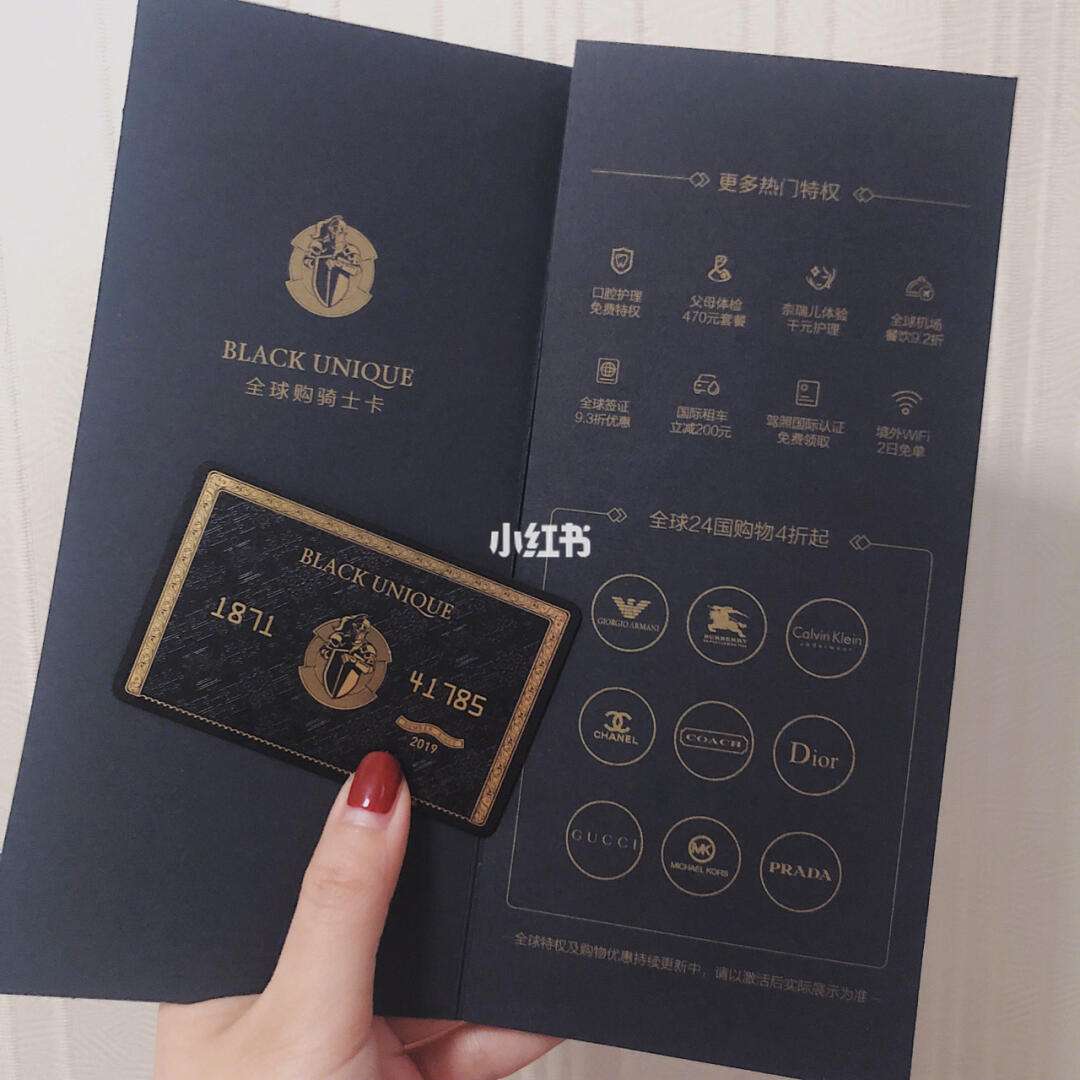 BLACK UNIQUE
全球购骑士卡
BLACK UNIQUE
1871
41785
2019
小红书
更多热门特权
口腔护理
免费特权
父母体检
470元套餐
奈瑞儿体验
千元护理
全球机场
餐饮9.2折
全球签证
9.3折优惠
国际租车
立减200元
驾照国际认证
免费领取
境外WiFi
2日免单
全球24国购物4折起
GIORGIO ARMANI
BURBERRY
Calvin Klein
underwear
CHANEL
COACH
Dior
GUCCI
MK
MICHAEL KORS
PRADA
全球特权及购物优惠持续更新中，请以激活后实际展示为准